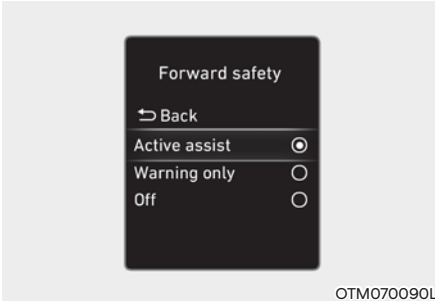 Forward safety
Back
Active assist
Warning only
Off
OTM070090L